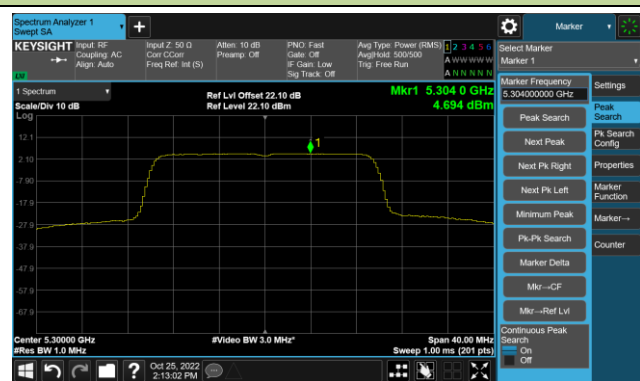 Spectrum Analyzer 1
Swept SA
Marker
KEYSIGHT
Input: RF
Coupling: AC
Align: Auto
Input Z: 50 Ω
Corr CCorr
Freq Ref: Int (S)
Atten: 10 dB
Preamp: Off
PNO: Fast
Gate: Off
IF Gain: Low
Sig Track: Off
Avg Type: Power (RMS)
Avg|Hold: 500/500
Trig: Free Run
1 2 3 4 5 6
A W W W W W
A N N N N N
LW
Select Marker
Marker 1
1 Spectrum
Scale/Div 10 dB
Log
Ref Lvl Offset 22.10 dB
Ref Level 22.10 dBm
Mkr1 5.304 0 GHz
4.694 dBm
Marker Frequency
5.304000000 GHz
Settings
Peak Search
Next Peak
Next Pk Right
Next Pk Left
Minimum Peak
Pk-Pk Search
Marker Delta
Mkr→CF
Mkr→Ref Lvl
Continuous Peak
Search
On
Off
Peak
Search
Pk Search
Config
Properties
Marker
Function
Marker→
Counter
1
12.1
2.10
-7.90
-17.9
-27.9
-37.9
-47.9
-57.9
-67.9
Center 5.30000 GHz
#Res BW 1.0 MHz
#Video BW 3.0 MHz*
Span 40.00 MHz
Sweep 1.00 ms (201 pts)
?
Oct 25, 2022
2:13:02 PM